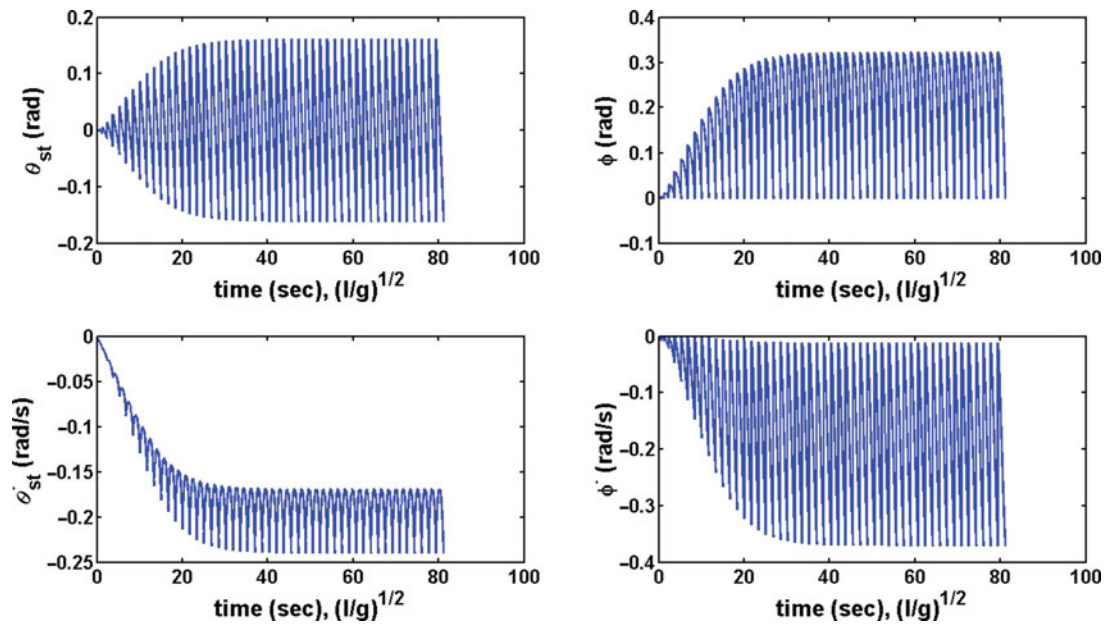 0.2
0.1
0
−0.1
−0.2
θst (rad)
0 20 40 60 80 100
time (sec), (l/g)1/2
0.4
0.3
0.2
0.1
0
−0.1
ϕ (rad)
0 20 40 60 80 100
time (sec), (l/g)1/2
0
−0.05
−0.1
−0.15
−0.2
−0.25
θ˙st (rad/s)
0 20 40 60 80 100
time (sec), (l/g)1/2
0
−0.1
−0.2
−0.3
−0.4
ϕ˙ (rad/s)
0 20 40 60 80 100
time (sec), (l/g)1/2